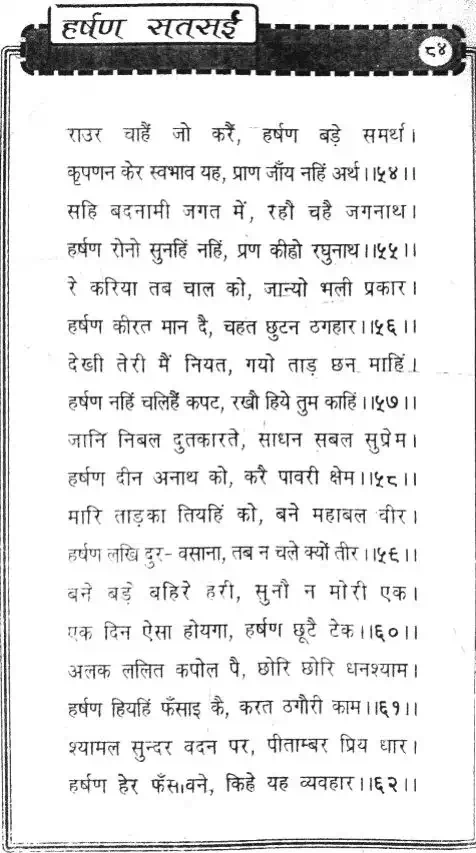 हर्षण सतसई
८४
राउर चाहैं जो करैं, हर्षण बड़े समर्थ।
कृपणन केर स्वभाव यह, प्राण जाँय नहिं अर्थ।।५४।।
सहि बदनामी जगत में, रहौ चहै जगनाथ।
हर्षण रोनो सुनहिं नहिं, प्रण कीह्वो रघुनाथ।।५५।।
रे करिया तब चाल को, जान्यो भली प्रकार।
हर्षण कीरत मान दै, चहत छुटन ठगहार।।५६।।
देखी तेरी मैं नियत, गयो ताड़ छन माहिं।
हर्षण नहिं चलिहैं कपट, रखौ हिये तुम काहिं।।५७।।
जानि निबल दुतकारते, साधन सबल सुप्रेम।
हर्षण दीन अनाथ को, करै पावरी क्षेम।।५८।।
मारि ताड़का तियहिं को, बने महाबल वीर।
हर्षण लखि दुर- वसाना, तब न चले क्यों तीर।।५९।।
बने बड़े बहिरे हरी, सुनौ न मोरी एक।
एक दिन ऐसा होयगा, हर्षण छूटै टेक।।६०।।
अलक ललित कपोल पै, छोरि छोरि धनश्याम।
हर्षण हियहिं फँसाइ कै, करत ठगौरी काम।।६१।।
श्यामल सुन्दर वदन पर, पीताम्बर प्रिय धार।
हर्षण हेर फँसावने, किहे यह व्यवहार।।६२।।